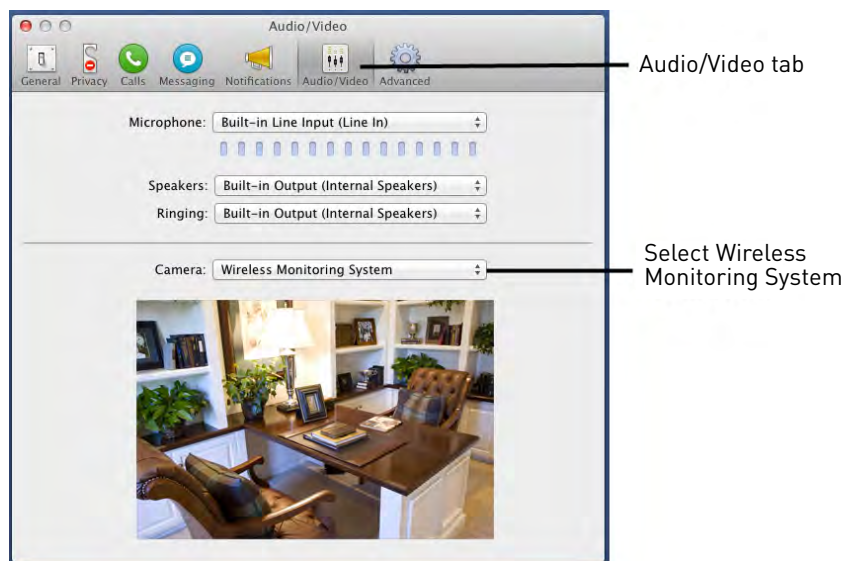 Audio/Video
General Privacy Calls Messaging Notifications Audio/Video Advanced
Audio/Video tab
Microphone: Built-in Line Input (Line In)
Speakers: Built-in Output (Internal Speakers)
Ringing: Built-in Output (Internal Speakers)
Camera: Wireless Monitoring System
Select Wireless
Monitoring System